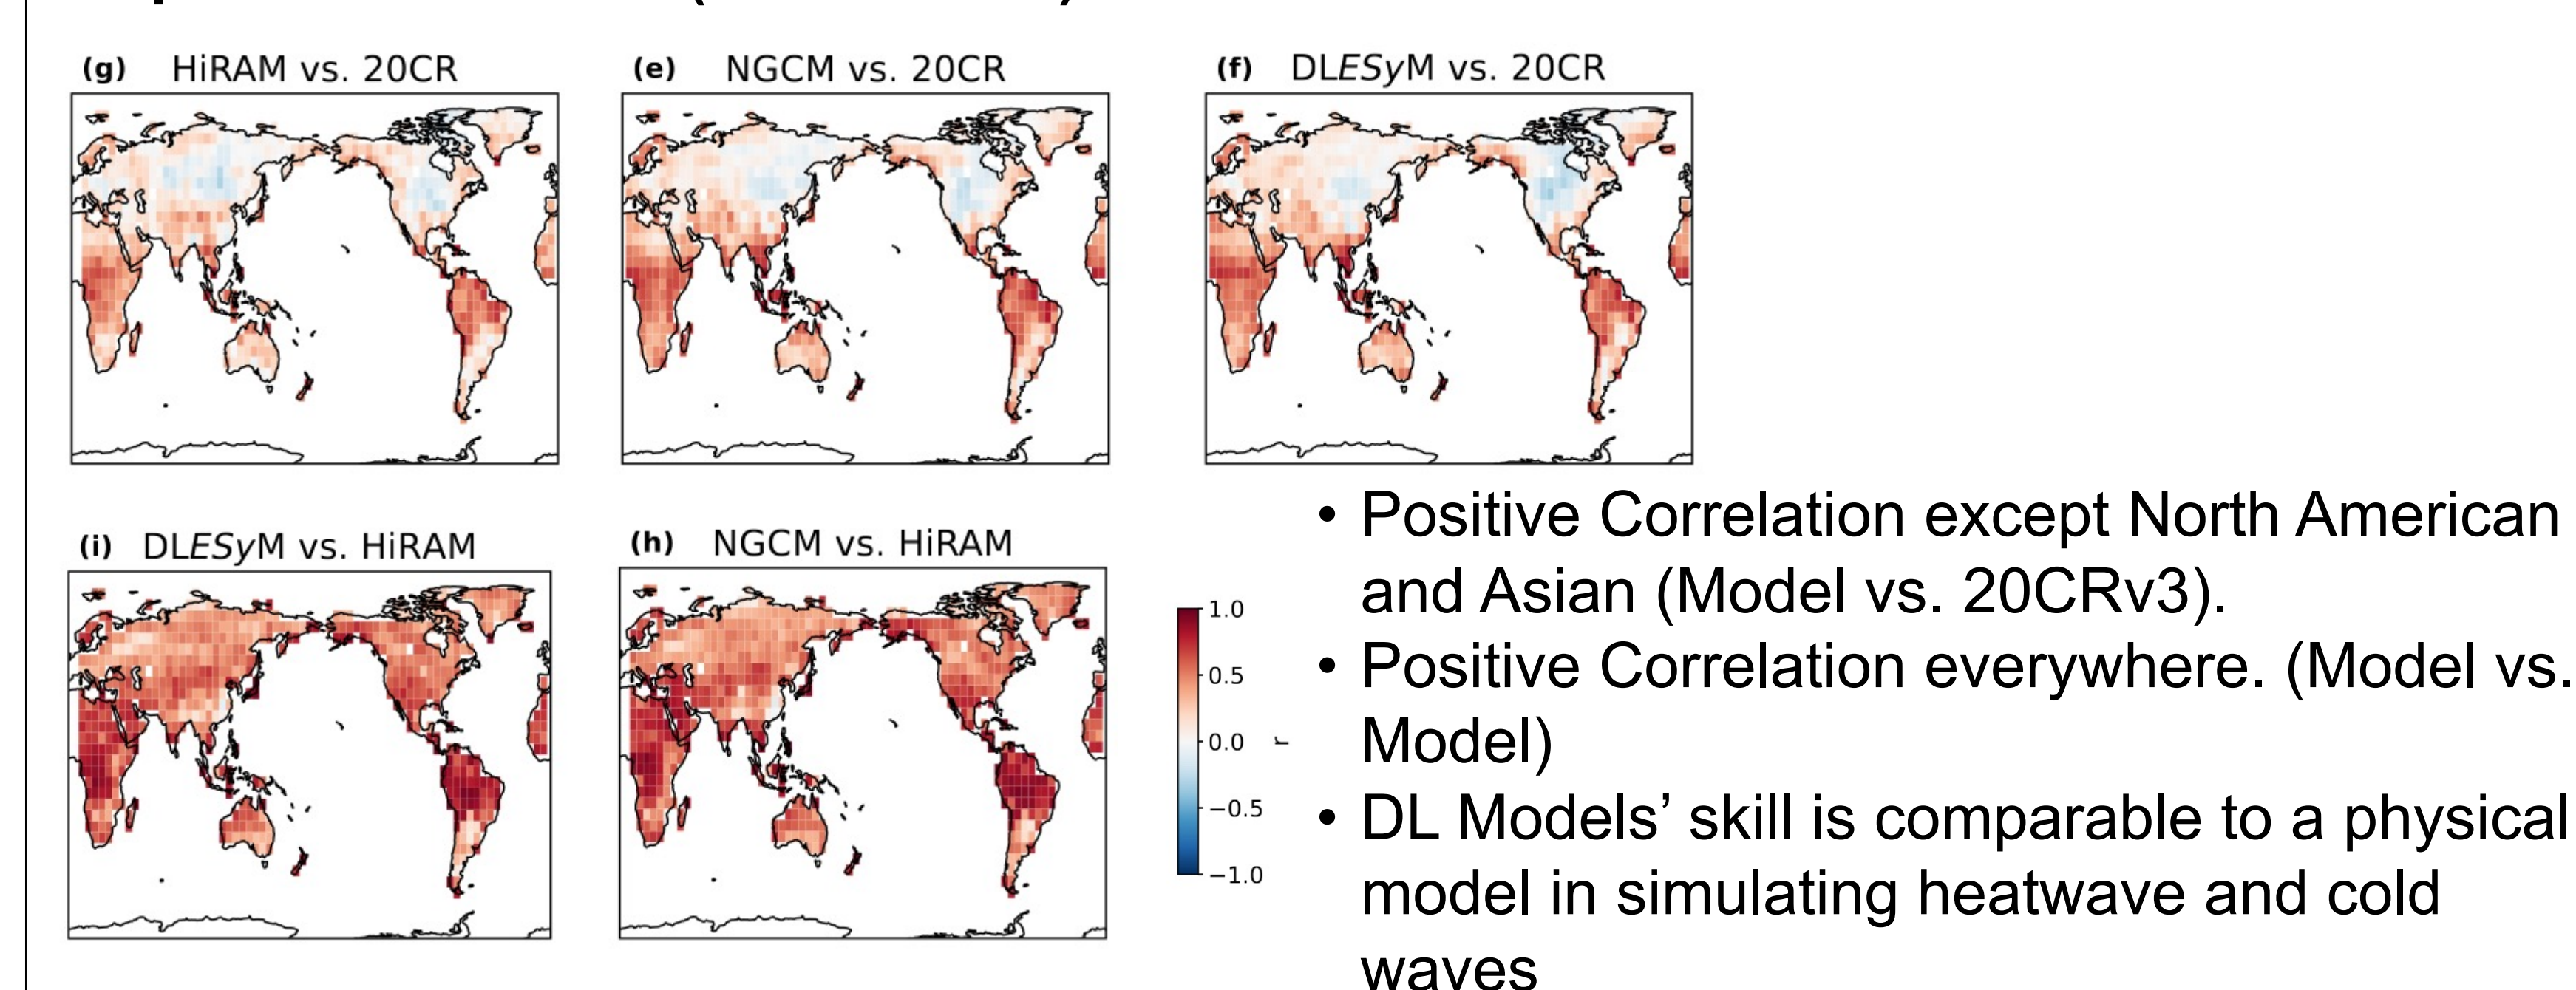 (g) HiRAM vs. 20CR
(e) NGCM vs. 20CR
(f) DLESyM vs. 20CR
(i) DLESyM vs. HiRAM
(h) NGCM vs. HiRAM
1.0
0.5
0.0
−0.5
−1.0
r
• Positive Correlation except North American
and Asian (Model vs. 20CRv3).
• Positive Correlation everywhere. (Model vs.
Model)
• DL Models’ skill is comparable to a physical
model in simulating heatwave and cold
waves